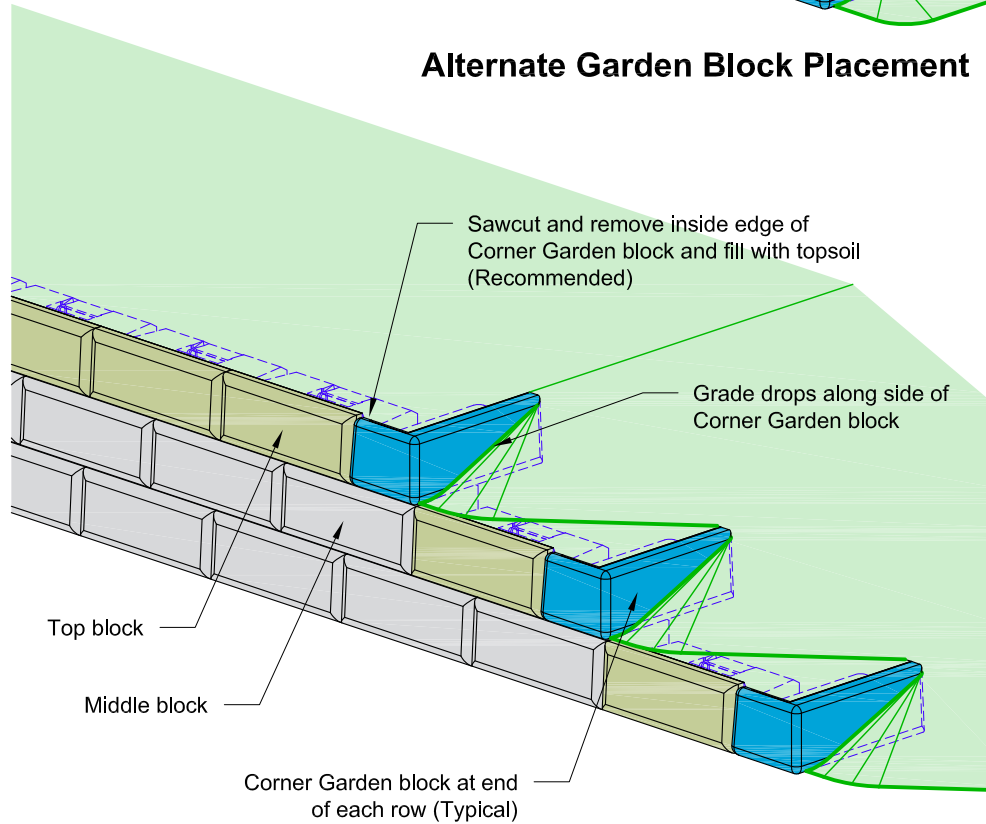 Alternate Garden Block Placement
Sawcut and remove inside edge of
Corner Garden block and fill with topsoil
(Recommended)
Grade drops along side of
Corner Garden block
Top block
Middle block
Corner Garden block at end
of each row (Typical)